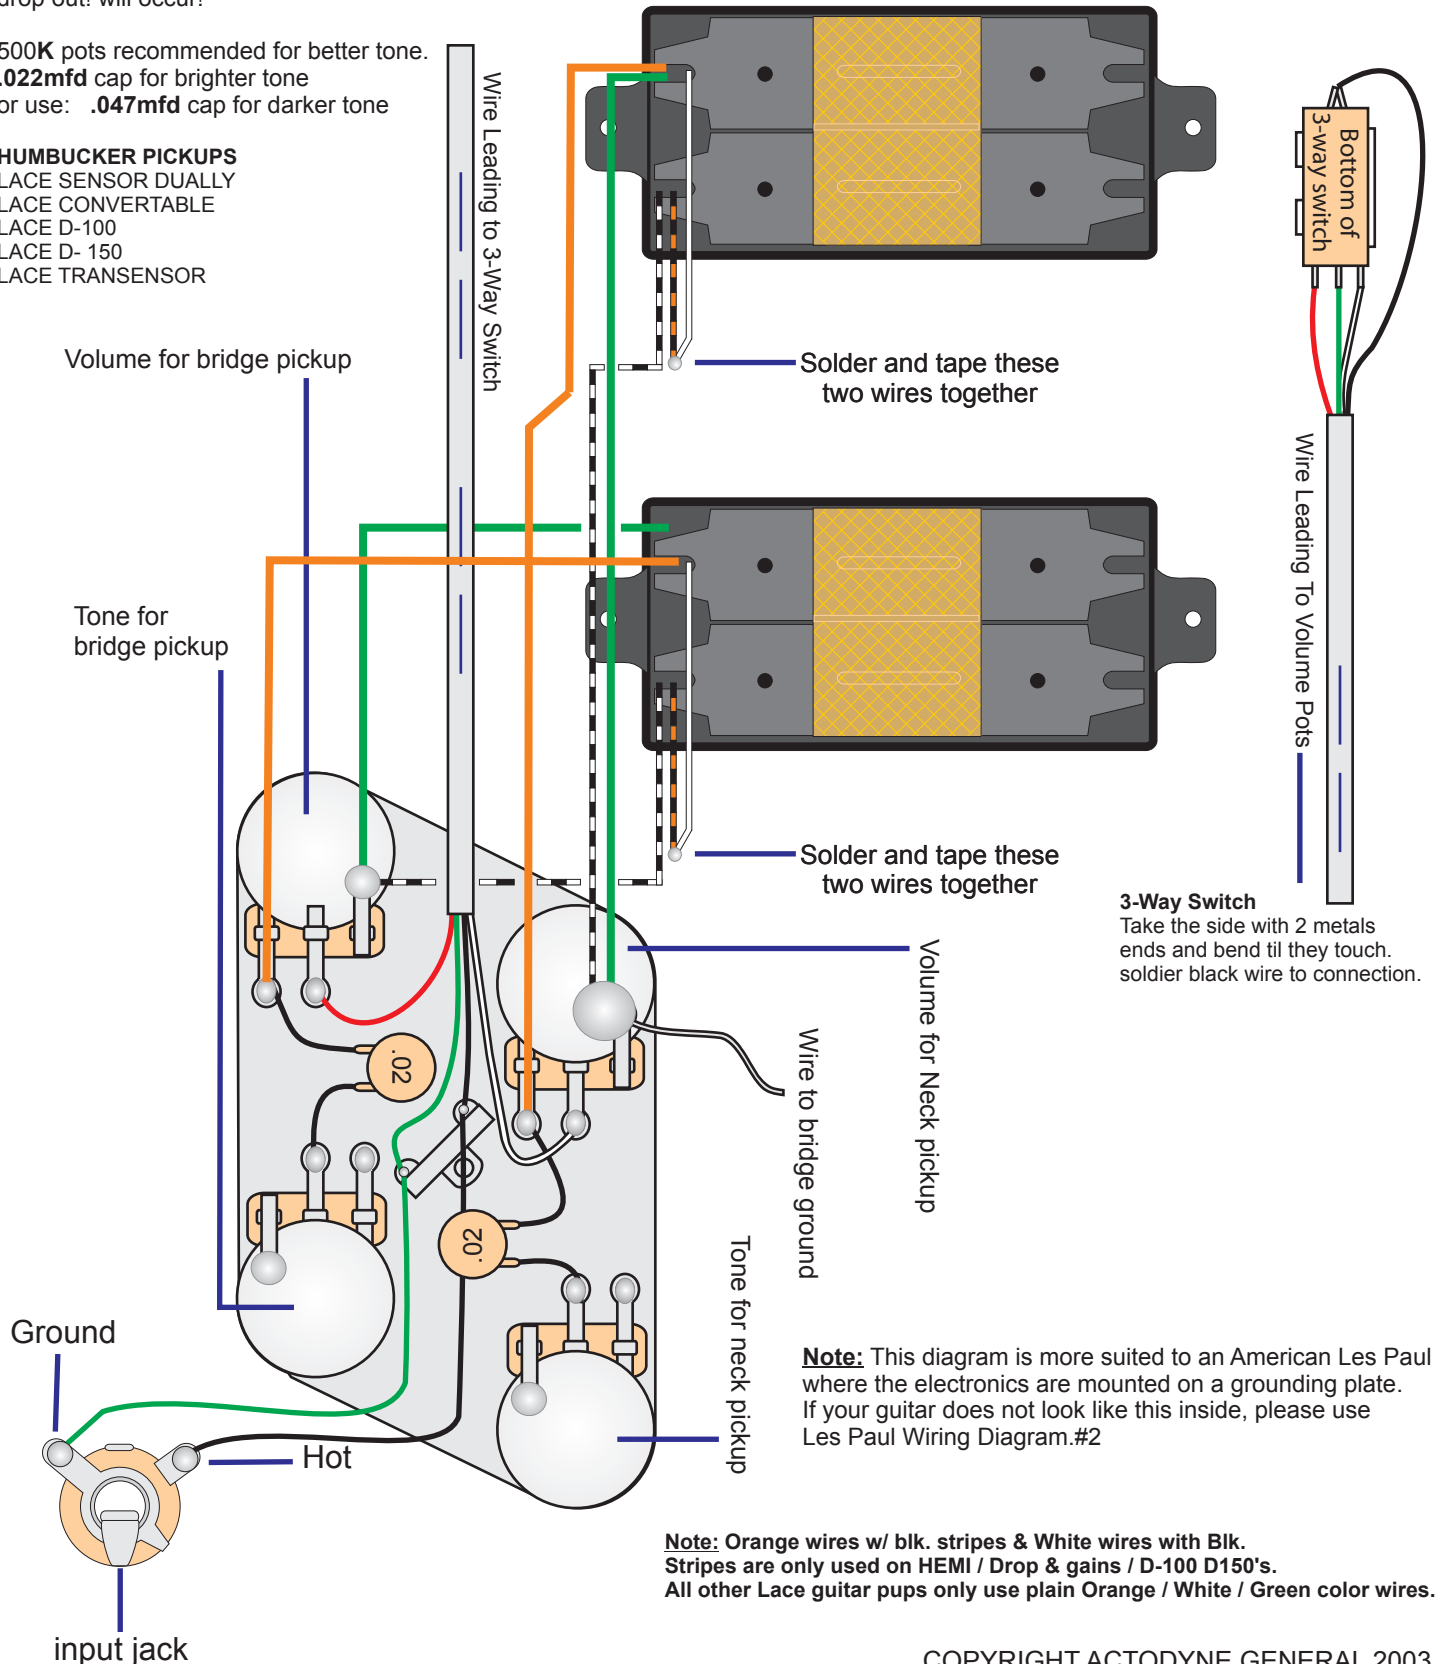 drop out! will occur!
500K pots recommended for better tone.
.022mfd cap for brighter tone
or use: .047mfd cap for darker tone
HUMBUCKER PICKUPS
LACE SENSOR DUALLY
LACE CONVERTABLE
LACE D-100
LACE D- 150
LACE TRANSENSOR
Wire Leading to 3-Way Switch
Bottom of
3-way switch
Volume for bridge pickup
Solder and tape these
two wires together
Wire Leading To Volume Pots
Tone for
bridge pickup
Solder and tape these
two wires together
3-Way Switch
Take the side with 2 metals
ends and bend til they touch.
soldier black wire to connection.
Volume for Neck pickup
Wire to bridge ground
.02
.02
Tone for neck pickup
Ground
Hot
input jack
Note: This diagram is more suited to an American Les Paul
where the electronics are mounted on a grounding plate.
If your guitar does not look like this inside, please use
Les Paul Wiring Diagram.#2
Note: Orange wires w/ blk. stripes & White wires with Blk.
Stripes are only used on HEMI / Drop & gains / D-100 D150's.
All other Lace guitar pups only use plain Orange / White / Green color wires.
COPYRIGHT ACTODYNE GENERAL 2003